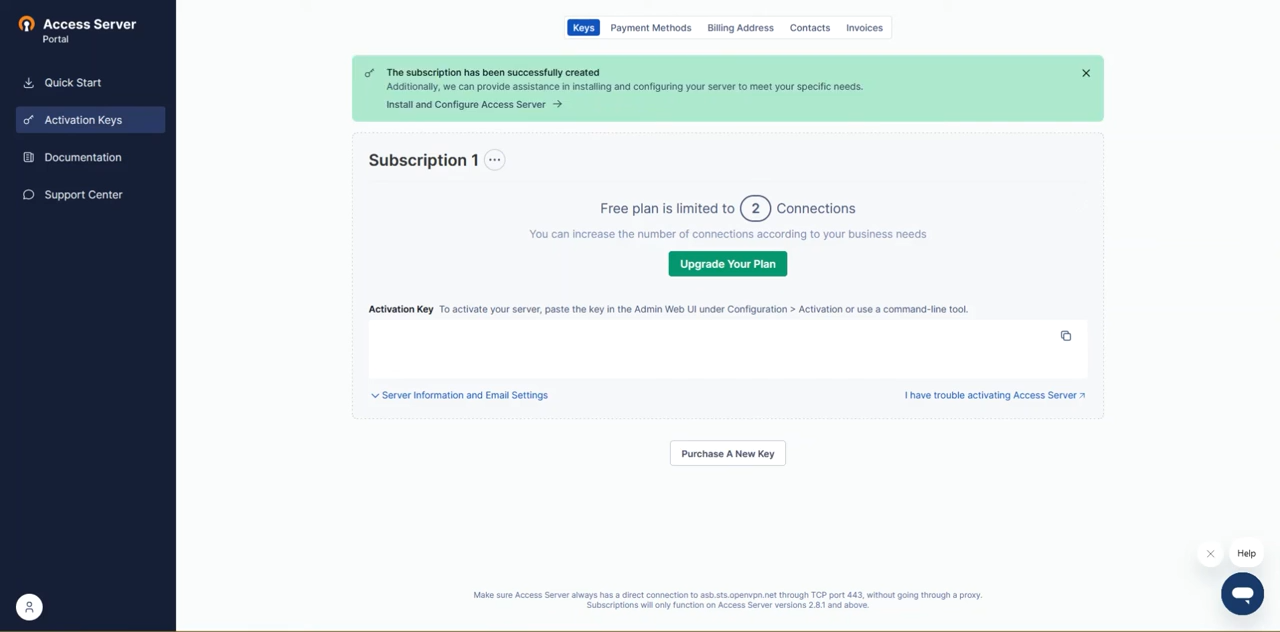 Access Server
Portal
Quick Start
Activation Keys
Documentation
Support Center
Keys Payment Methods Billing Address Contacts Invoices
The subscription has been successfully created
Additionally, we can provide assistance in installing and configuring your server to meet your specific needs.
Install and Configure Access Server →
Subscription 1
Free plan is limited to 2 Connections
You can increase the number of connections according to your business needs
Upgrade Your Plan
Activation Key To activate your server, paste the key in the Admin Web UI under Configuration > Activation or use a command-line tool.
Server Information and Email Settings I have trouble activating Access Server
Purchase A New Key
Help
Make sure Access Server always has a direct connection to asb.sts.openvpn.net through TCP port 443, without going through a proxy.
Subscriptions will only function on Access Server versions 2.8.1 and above.